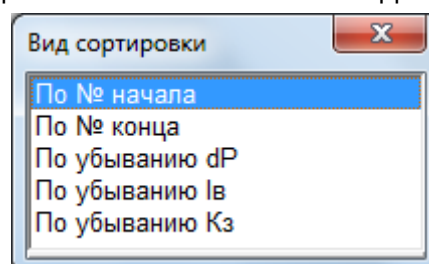 Вид сортировки
По № начала
По № конца
По убыванию dP
По убыванию Iв
По убыванию Кз